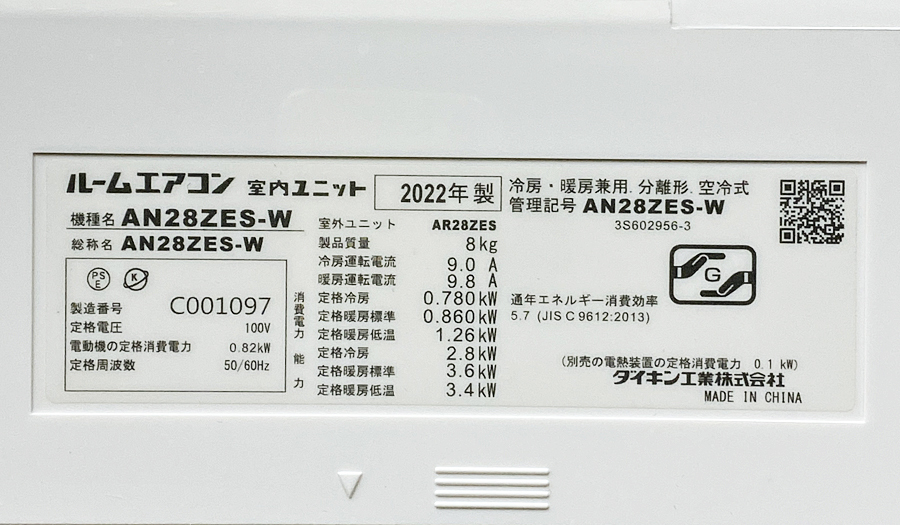 ルームエアコン 室内ユニット 2022年 製 冷房・暖房兼用. 分離形. 空冷式
機種名 AN28ZES-W 管理記号 AN28ZES-W
総称名 AN28ZES-W 3S602956-3
PS
E
K
製造番号 C001097
定格電圧 100V
電動機の定格消費電力 0.82kW
定格周波数 50/60Hz
室外ユニット AR28ZES
製品質量 8kg
冷房運転電流 9.0 A
暖房運転電流 9.8 A
消費電力
定格冷房 0.780kW
定格暖房標準 0.860kW
定格暖房低温 1.26kW
能力
定格冷房 2.8kW
定格暖房標準 3.6kW
定格暖房低温 3.4kW
G
通年エネルギー消費効率
5.7 (JIS C 9612:2013)
(別売の電熱装置の定格消費電力 0.1 kW)
ダイキン工業株式会社
MADE IN CHINA